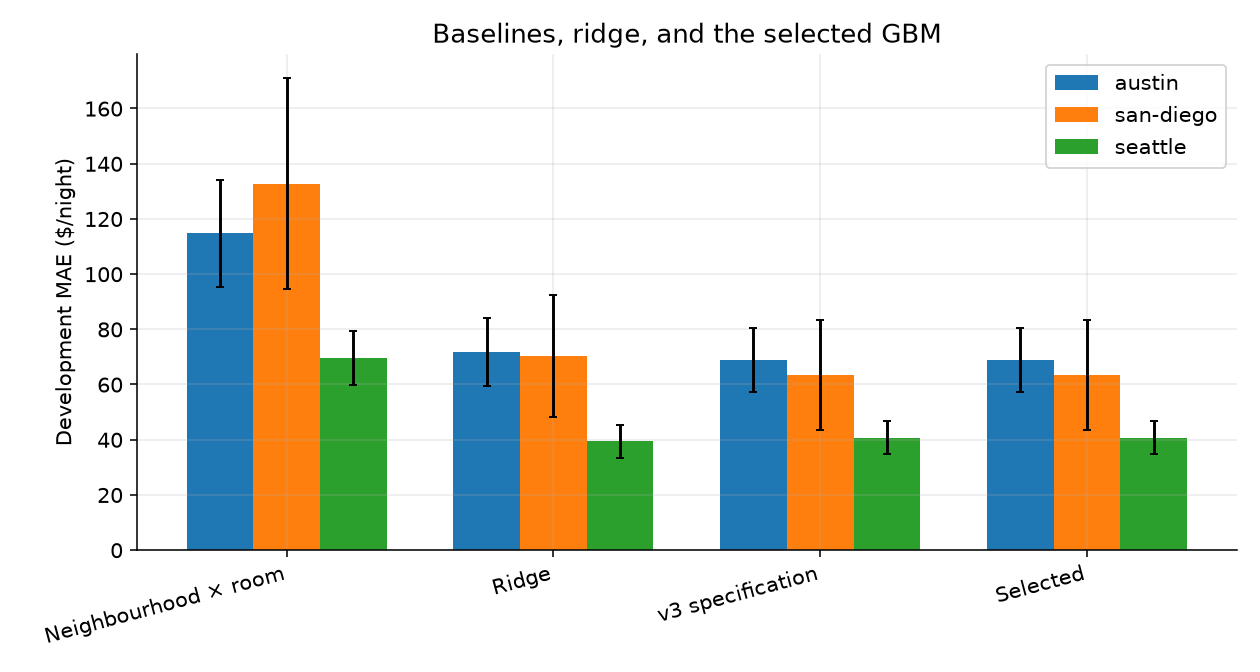 Baselines, ridge, and the selected GBM
austin
san-diego
seattle
Development MAE ($/night)
160
140
120
100
80
60
40
20
0
Neighbourhood × room
Ridge
v3 specification
Selected